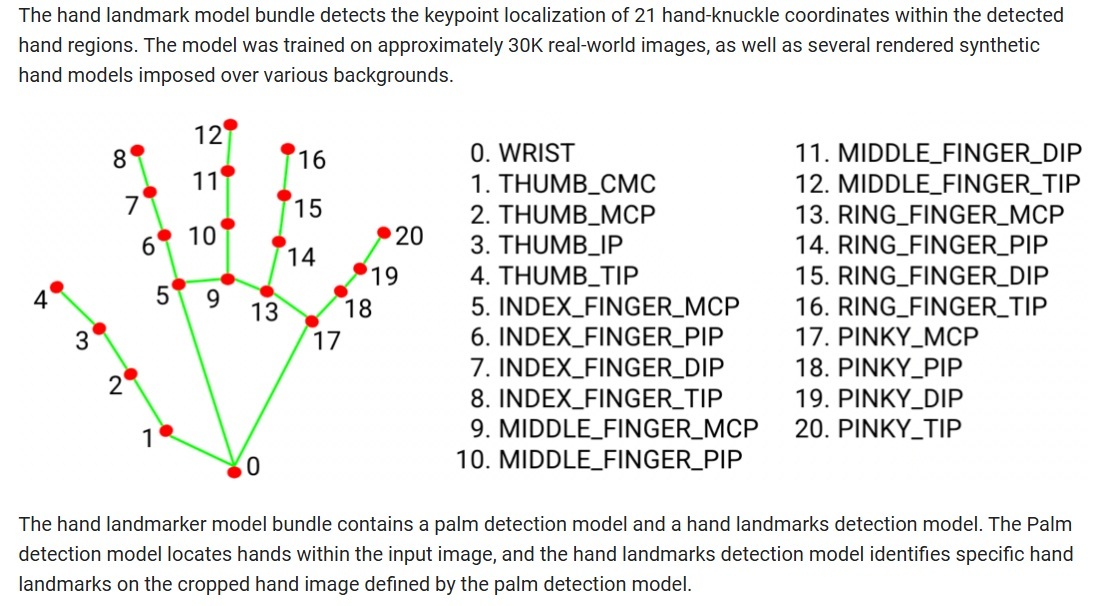 The hand landmark model bundle detects the keypoint localization of 21 hand-knuckle coordinates within the detected
hand regions. The model was trained on approximately 30K real-world images, as well as several rendered synthetic
hand models imposed over various backgrounds.
12
8
16
11
7
15
10
6
20
14
19
4
5
9
13
18
3
17
2
1
0
0. WRIST
1. THUMB_CMC
2. THUMB_MCP
3. THUMB_IP
4. THUMB_TIP
5. INDEX_FINGER_MCP
6. INDEX_FINGER_PIP
7. INDEX_FINGER_DIP
8. INDEX_FINGER_TIP
9. MIDDLE_FINGER_MCP
10. MIDDLE_FINGER_PIP
11. MIDDLE_FINGER_DIP
12. MIDDLE_FINGER_TIP
13. RING_FINGER_MCP
14. RING_FINGER_PIP
15. RING_FINGER_DIP
16. RING_FINGER_TIP
17. PINKY_MCP
18. PINKY_PIP
19. PINKY_DIP
20. PINKY_TIP
The hand landmarker model bundle contains a palm detection model and a hand landmarks detection model. The Palm
detection model locates hands within the input image, and the hand landmarks detection model identifies specific hand
landmarks on the cropped hand image defined by the palm detection model.